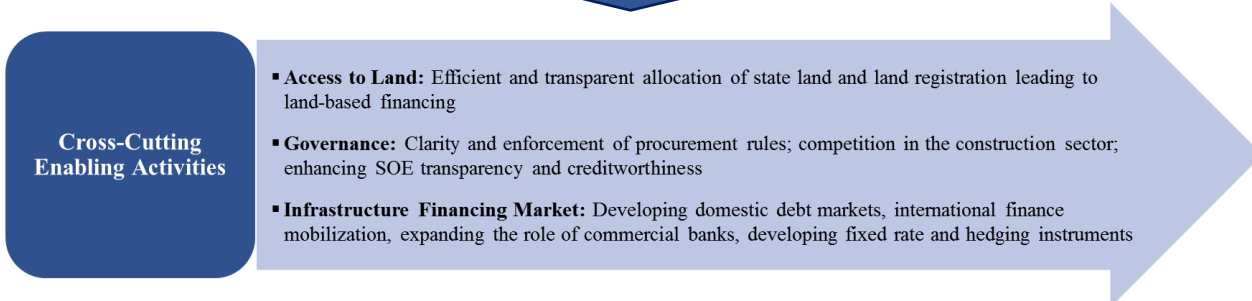 Cross-Cutting
Enabling Activities
▪ Access to Land: Efficient and transparent allocation of state land and land registration leading to
land-based financing
▪ Governance: Clarity and enforcement of procurement rules; competition in the construction sector;
enhancing SOE transparency and creditworthiness
▪ Infrastructure Financing Market: Developing domestic debt markets, international finance
mobilization, expanding the role of commercial banks, developing fixed rate and hedging instruments